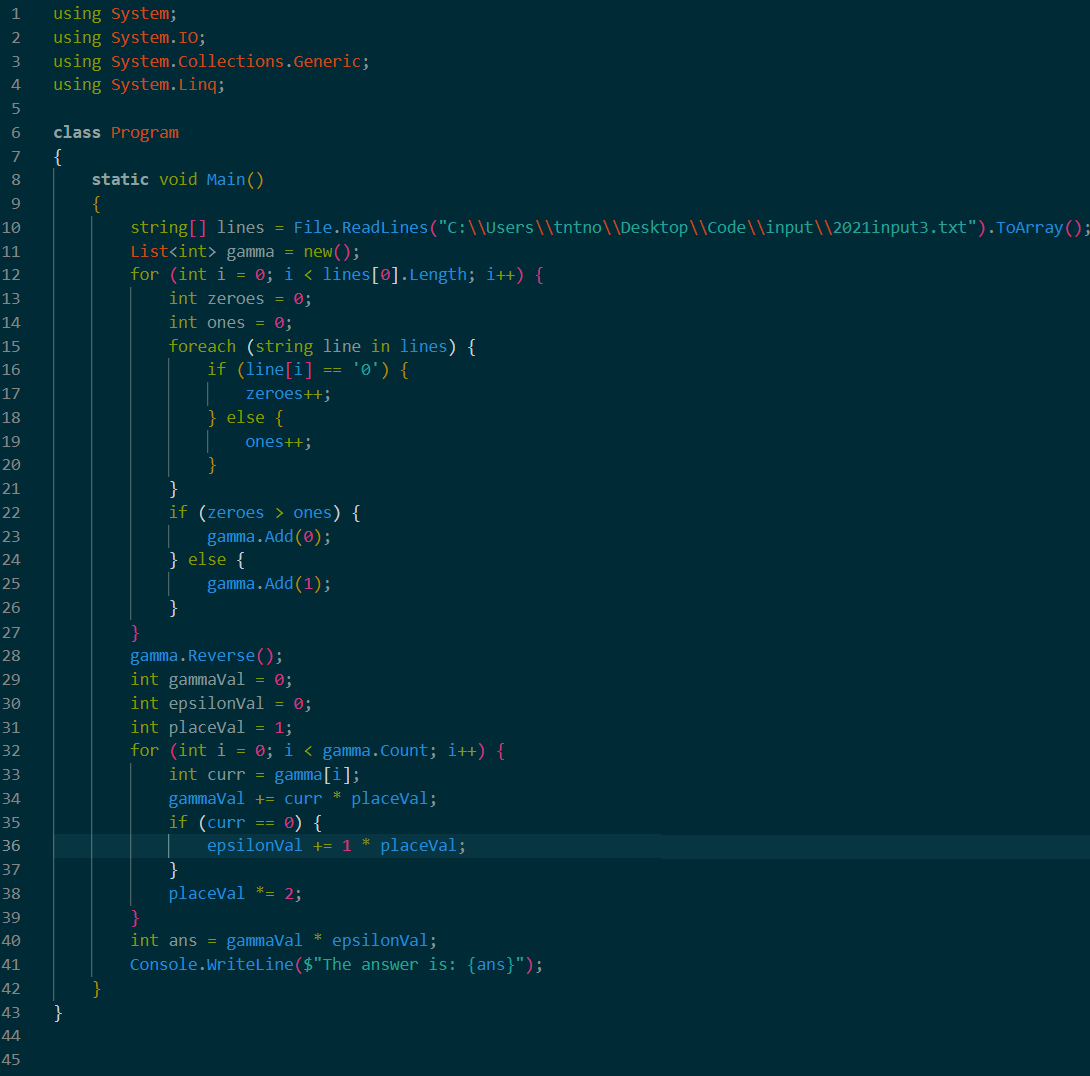 1 using System;
2 using System.IO;
3 using System.Collections.Generic;
4 using System.Linq;
5
6 class Program
7 {
8     static void Main()
9     {
10         string[] lines = File.ReadLines("C:\\Users\\tntno\\Desktop\\Code\\input\\2021input3.txt").ToArray();
11         List<int> gamma = new();
12         for (int i = 0; i < lines[0].Length; i++) {
13             int zeroes = 0;
14             int ones = 0;
15             foreach (string line in lines) {
16                 if (line[i] == '0') {
17                     zeroes++;
18                 } else {
19                     ones++;
20                 }
21             }
22             if (zeroes > ones) {
23                 gamma.Add(0);
24             } else {
25                 gamma.Add(1);
26             }
27         }
28         gamma.Reverse();
29         int gammaVal = 0;
30         int epsilonVal = 0;
31         int placeVal = 1;
32         for (int i = 0; i < gamma.Count; i++) {
33             int curr = gamma[i];
34             gammaVal += curr * placeVal;
35             if (curr == 0) {
36                 epsilonVal += 1 * placeVal;
37             }
38             placeVal *= 2;
39         }
40         int ans = gammaVal * epsilonVal;
41         Console.WriteLine($"The answer is: {ans}");
42     }
43 }
44
45